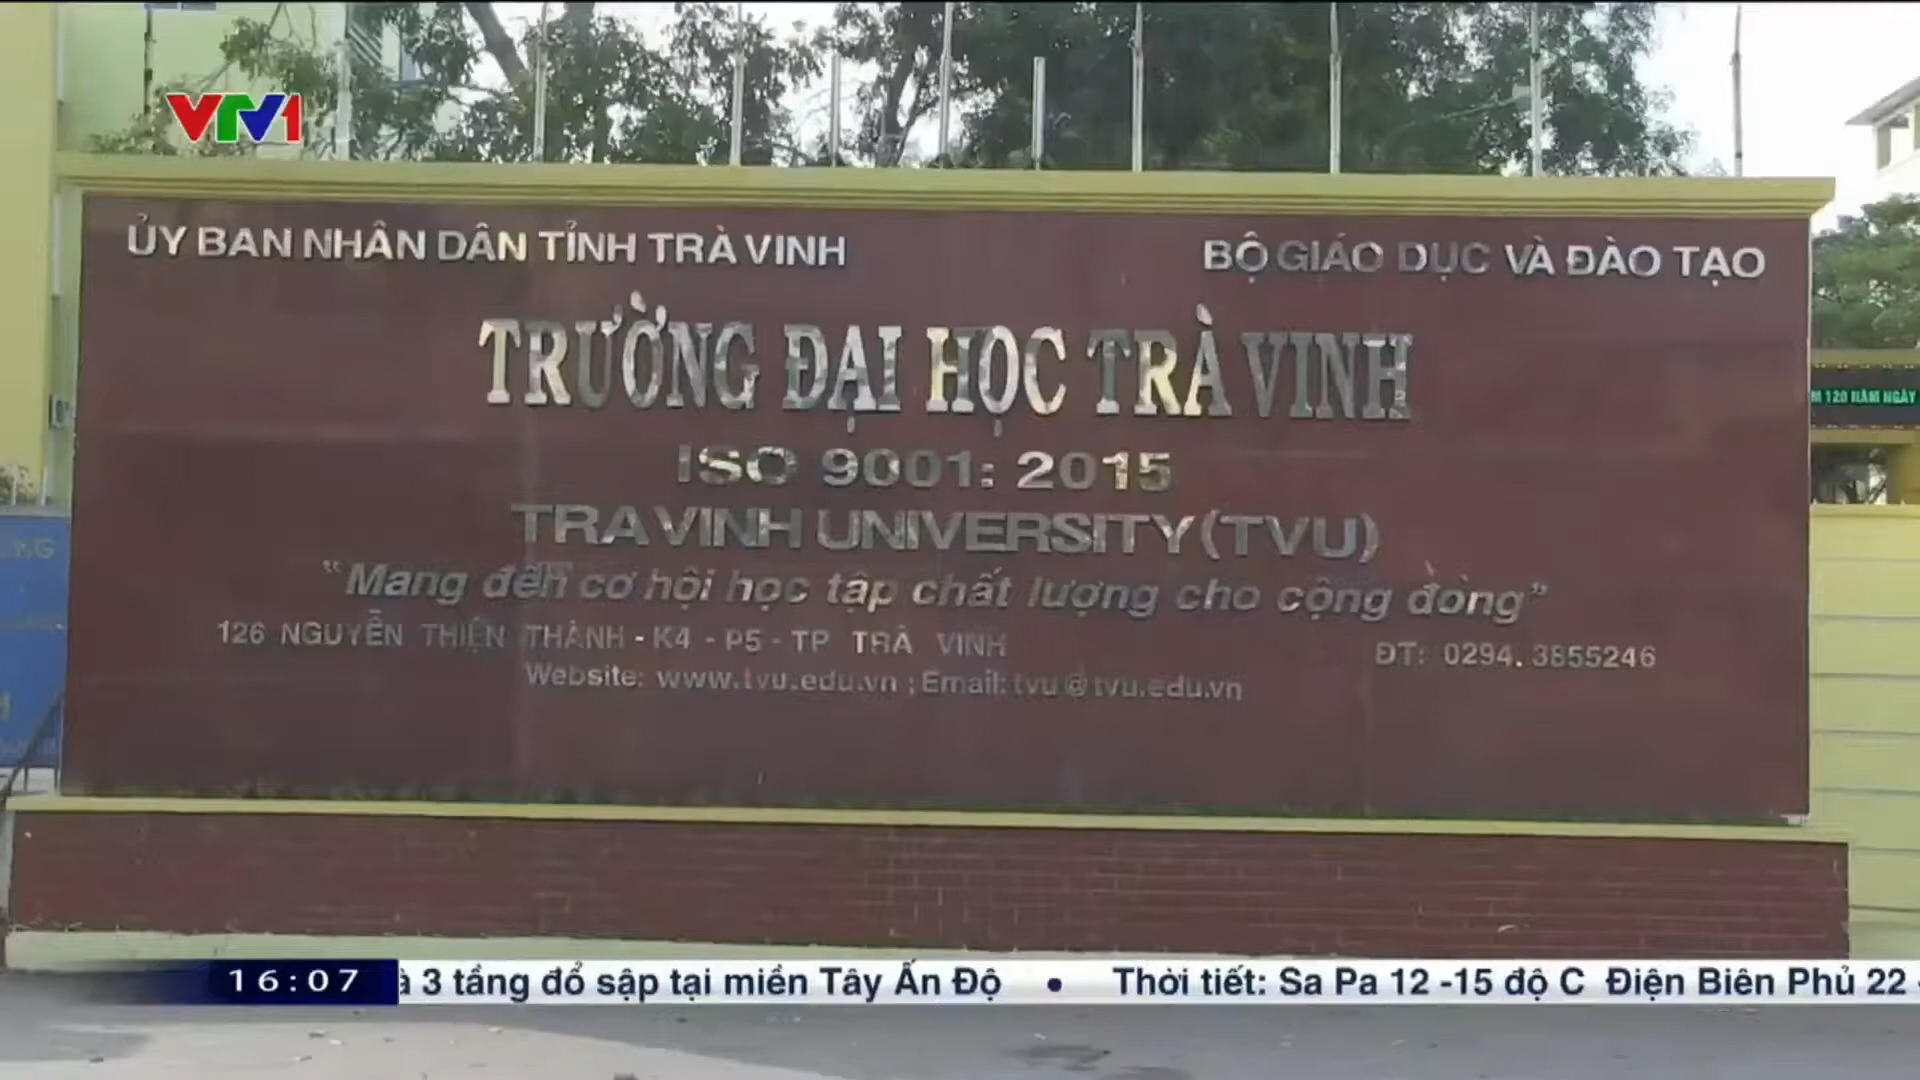 VTV1
ỦY BAN NHÂN DÂN TỈNH TRÀ VINH
BỘ GIÁO DỤC VÀ ĐÀO TẠO
TRƯỜNG ĐẠI HỌC TRÀ VINH
ISO 9001: 2015
TRA VINH UNIVERSITY (TVU)
"Mang đến cơ hội học tập chất lượng cho cộng đồng"
126 NGUYỄN THIỆN THÀNH - K4 - P5 - TP TRÀ VINH
ĐT: 0294. 3855246
Website: www.tvu.edu.vn ; Email: tvu@tvu.edu.vn
120 NĂM NGÀY
16:07
3 tầng đổ sập tại miền Tây Ấn Độ • Thời tiết: Sa Pa 12 -15 độ C Điện Biên Phủ 22